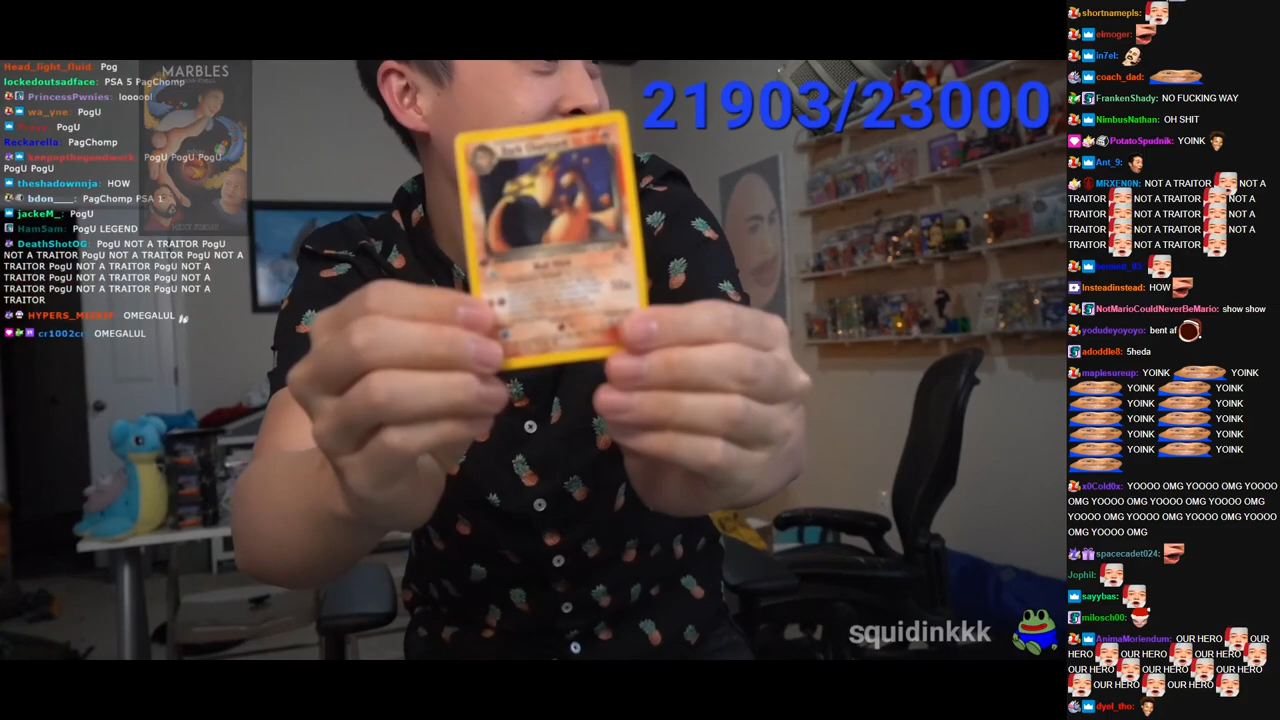 Head_light_fluid: Pog
lockedoutsadface: PSA 5 PagChomp
PrincessPwnies: looool
wa_yne: PogU
PogU
Reckarella: PagChomp
keepopthegandwork: PogU PogU PogU
PogU PogU
theshadownnja: HOW
bdon____: PagChomp PSA 1
jackeM_: PogU
HamSam: PogU LEGEND
DeathShotOG: PogU NOT A TRAITOR PogU
NOT A TRAITOR PogU NOT A TRAITOR PogU NOT A
TRAITOR PogU NOT A TRAITOR PogU NOT A
TRAITOR PogU NOT A TRAITOR PogU NOT A
TRAITOR PogU NOT A TRAITOR PogU NOT A
TRAITOR
OMEGALUL
cr1002cr: OMEGALUL
MARBLES
21903/23000
squidinkkk
shortnamepls:
elmoger:
in7el:
coach_dad:
FrankenShady: NO FUCKING WAY
NimbusNathan: OH SHIT
PotatoSpudnik: YOINK
Ant_9:
MRXEN0N: NOT A TRAITOR NOT A
TRAITOR NOT A TRAITOR NOT A
TRAITOR NOT A TRAITOR NOT A
TRAITOR NOT A TRAITOR NOT A
TRAITOR NOT A TRAITOR
Insteadinstead: HOW
NotMarioCouldNeverBeMario: show show
yodudeyoyoyo: bent af
adoddle8: 5heda
maplesureup: YOINK YOINK
YOINK YOINK
YOINK YOINK
YOINK YOINK
YOINK YOINK
YOINK YOINK
x0Cold0x: YOOOO OMG YOOOO OMG YOOOO
OMG YOOOO OMG YOOOO OMG YOOOO OMG
YOOOO OMG YOOOO OMG YOOOO OMG YOOOO
OMG YOOOO OMG
spacecadet024:
Jophil:
sayybas:
milosch00:
AnimaMoriendum: OUR HERO OUR
HERO OUR HERO OUR HERO
OUR HERO OUR HERO OUR HERO
OUR HERO OUR HERO
dyel_tho: